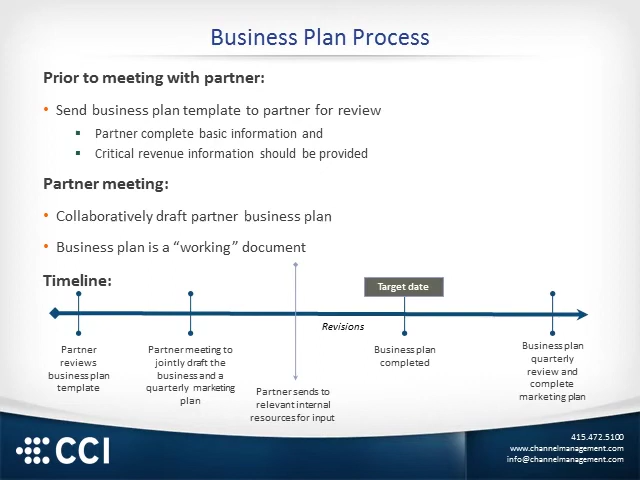 Business Plan Process
Prior to meeting with partner:
• Send business plan template to partner for review
▪ Partner complete basic information and
▪ Critical revenue information should be provided
Partner meeting:
• Collaboratively draft partner business plan
• Business plan is a “working” document
Timeline:
Target date
Revisions
Partner
reviews
business plan
template
Partner meeting to
jointly draft the
business and a
quarterly marketing
plan
Partner sends to
relevant internal
resources for input
Business plan
completed
Business plan
quarterly
review and
complete
marketing plan
CCI
415.472.5100
www.channelmanagement.com
info@channelmanagement.com